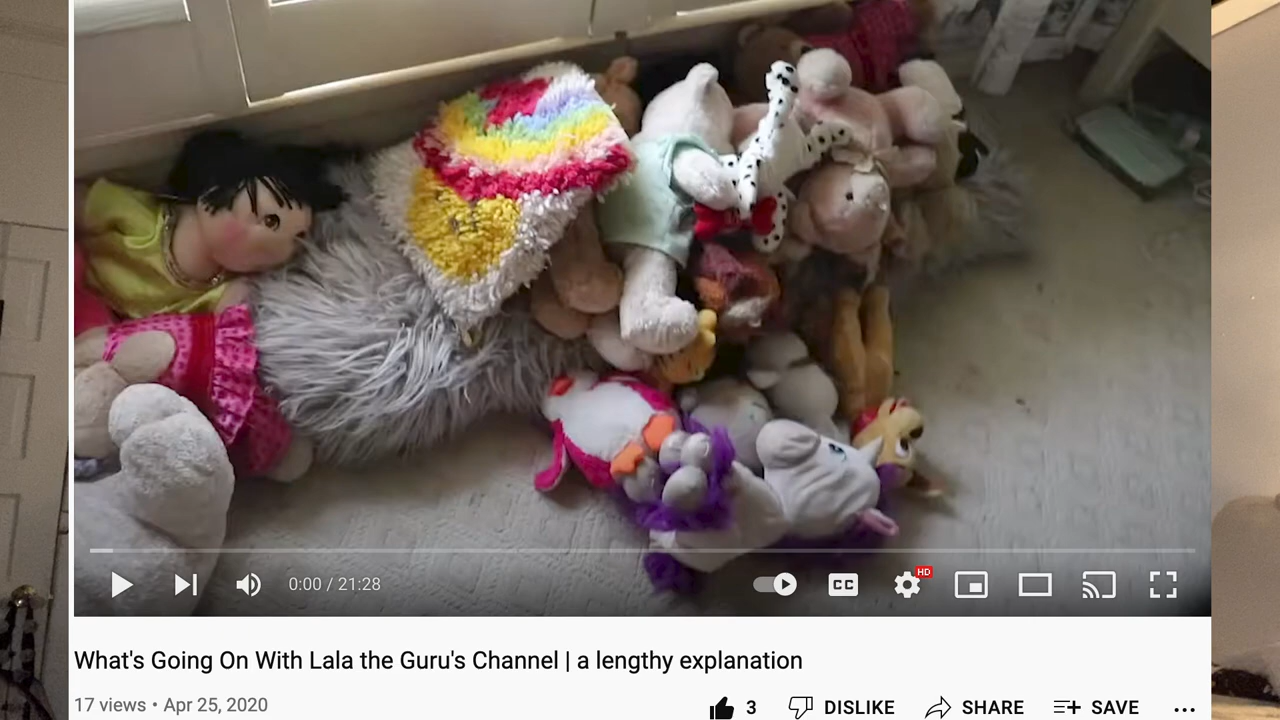 0:00 / 21:28
CC
HD
What's Going On With Lala the Guru's Channel | a lengthy explanation
17 views • Apr 25, 2020
3 DISLIKE SHARE SAVE